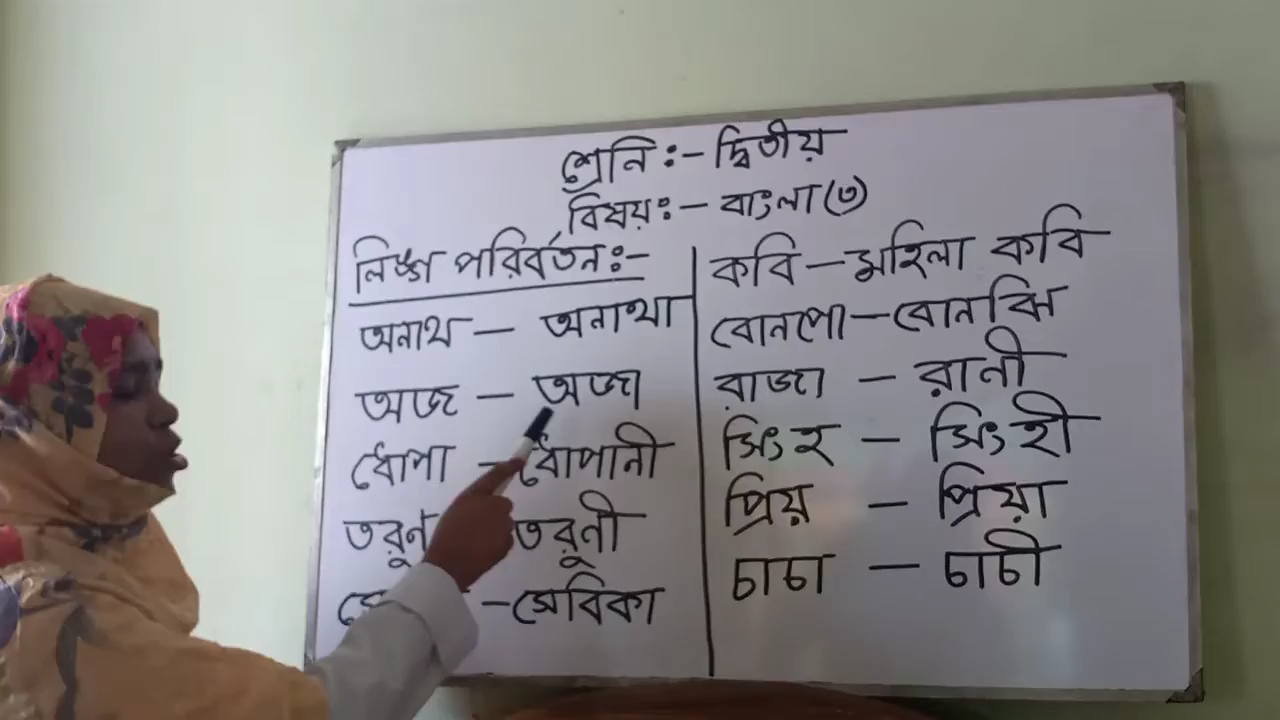 শ্রেনি ঃ- দ্বিতীয়
বিষয়ঃ- বাংলা (৩)
লিঙ্গ পরিবর্তনঃ-
অনাথ - অনাথা
অজ - অজা
ধোপা - ধোপানী
তরুণ তরুণী
- সেবিকা
কবি - মহিলা কবি
বোনপো - বোনঝি
রাজা - রানী
সিংহ - সিংহী
প্রিয় - প্রিয়া
চাচা - চাচী